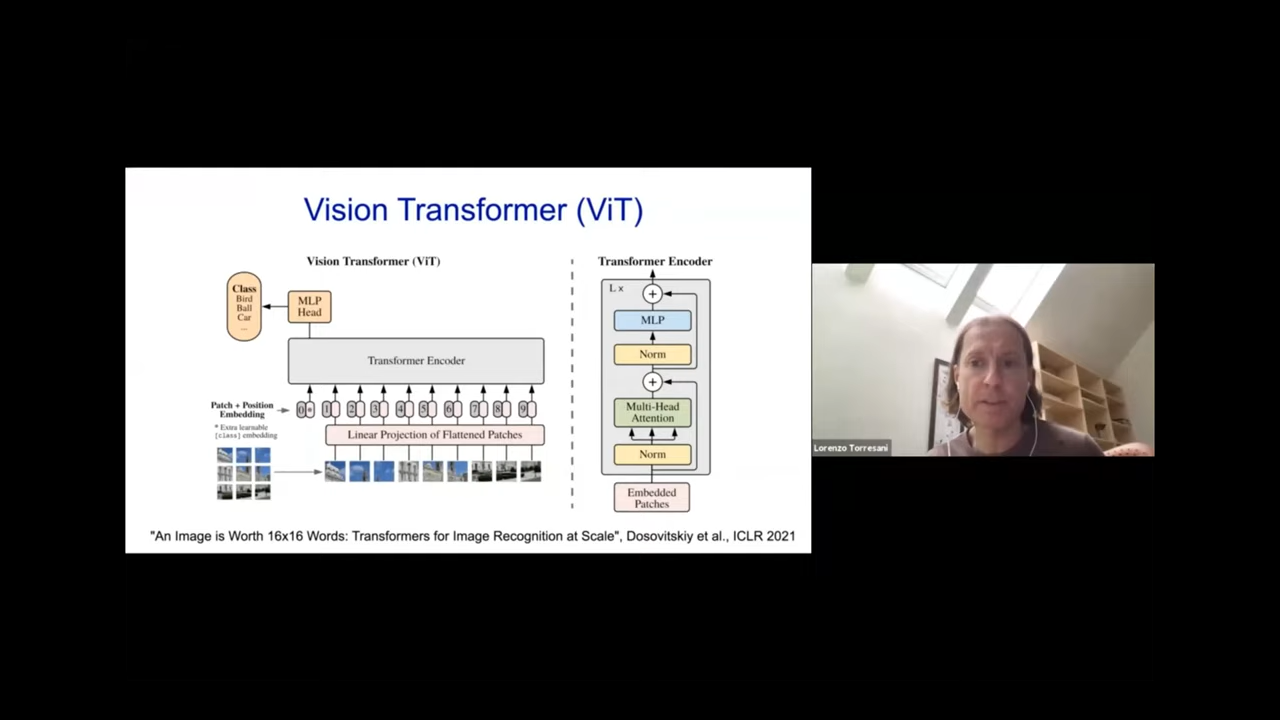 Vision Transformer (ViT)
Vision Transformer (ViT)
Class
Bird
Ball
Car
...
MLP
Head
Transformer Encoder
Patch + Position
Embedding
* Extra learnable
[class] embedding
0 * 1 2 3 4 5 6 7 8 9
Linear Projection of Flattened Patches
Transformer Encoder
L x
+
MLP
Norm
+
Multi-Head
Attention
Norm
Embedded
Patches
"An Image is Worth 16x16 Words: Transformers for Image Recognition at Scale", Dosovitskiy et al., ICLR 2021
Lorenzo Torresani